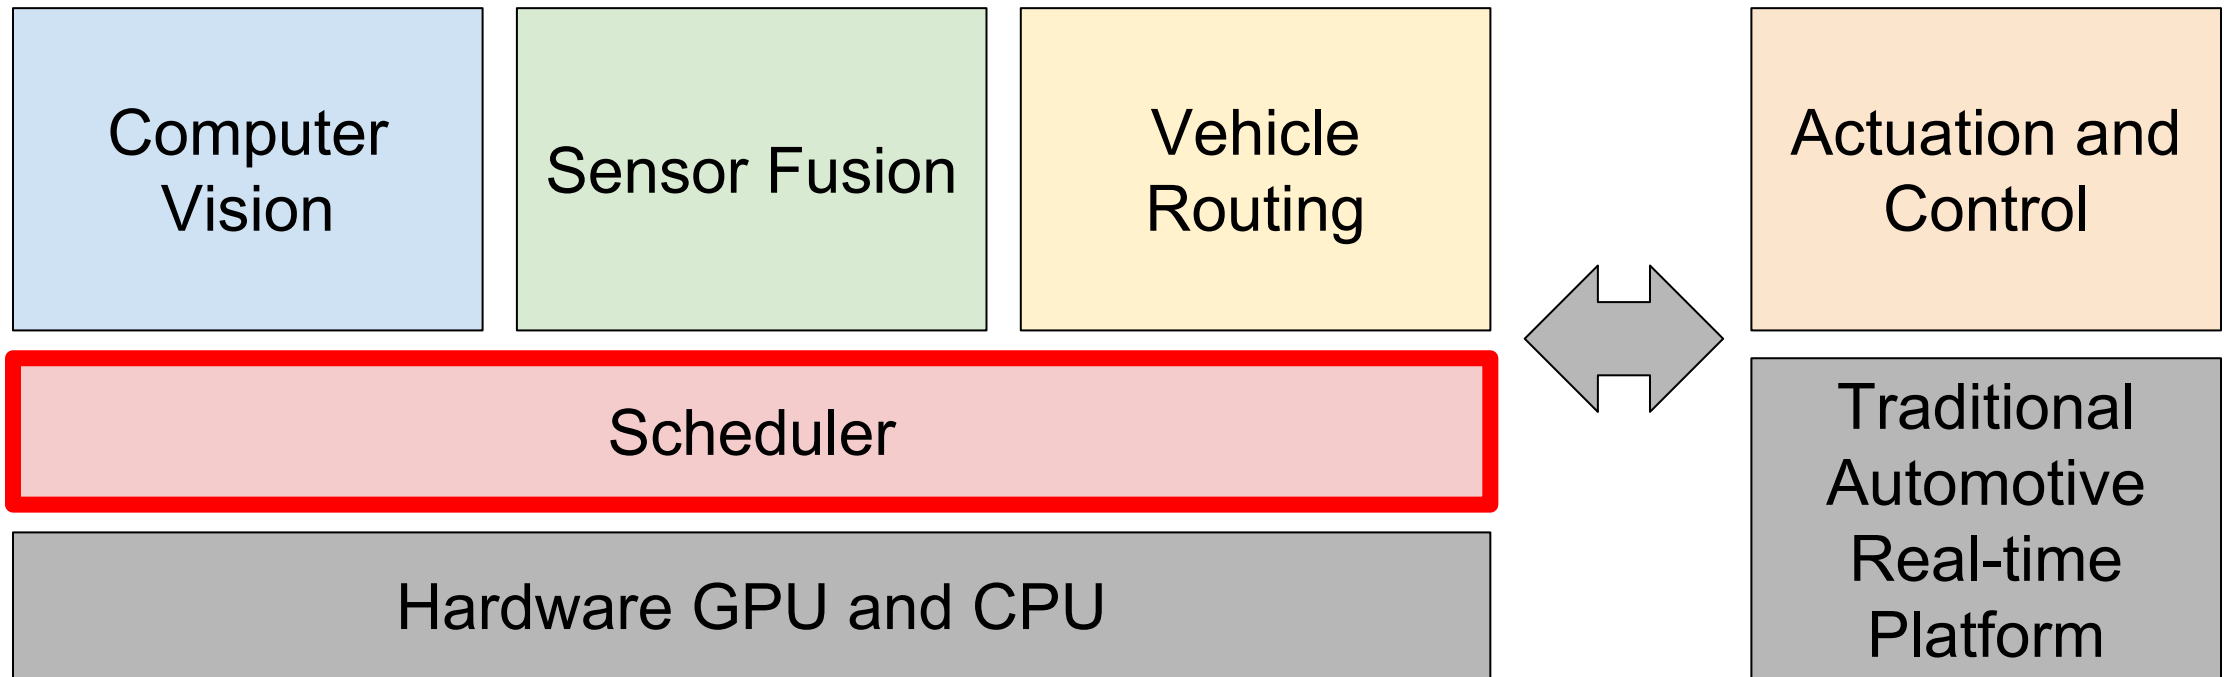 Computer
Vision
Sensor Fusion
Vehicle
Routing
Actuation and
Control
Scheduler
Hardware GPU and CPU
Traditional
Automotive
Real-time
Platform